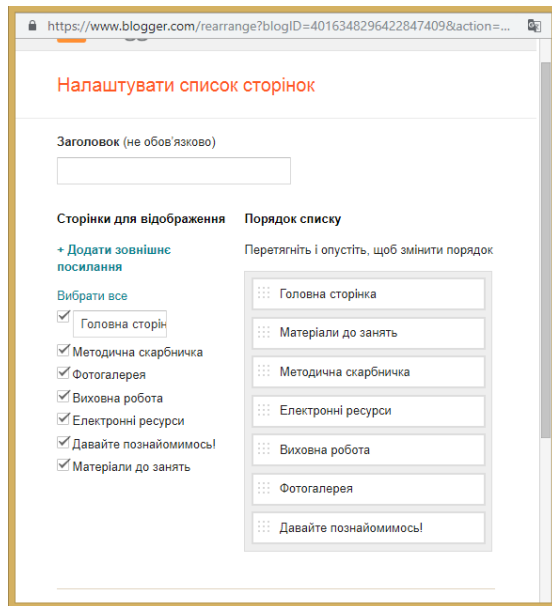 https://www.blogger.com/rearrange?blogID=4016348296422847409&action=...
Налаштувати список сторінок
Заголовок (не обов'язково)
Сторінки для відображення
+ Додати зовнішнє
посилання
Вибрати все
Головна сторін
Методична скарбничка
Фотогалерея
Виховна робота
Електронні ресурси
Давайте познайомимось!
Матеріали до занять
Порядок списку
Перетягніть і опустіть, щоб змінити порядок
Головна сторінка
Матеріали до занять
Методична скарбничка
Електронні ресурси
Виховна робота
Фотогалерея
Давайте познайомимось!